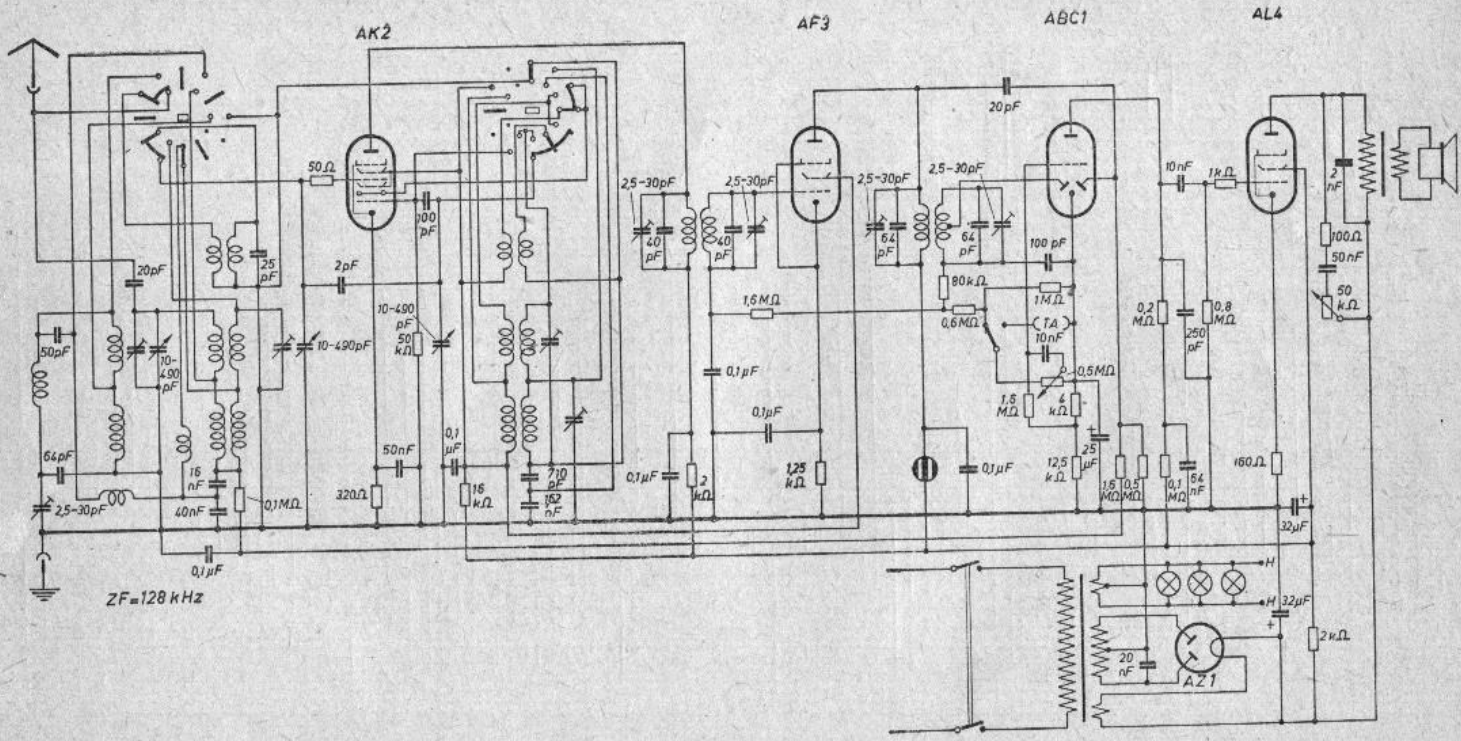 AK2
AF3
ABC1
AL4
50Ω
100 pF
20 pF
25 pF
2pF
50pF
10-490 pF
10-490pF
10-490 pF
50 kΩ
64pF
2,5-30pF
16 nF
40nF
0,1MΩ
0,1µF
320Ω
50nF
0,1 µF
16 kΩ
710 pF
162 nF
2,5-30pF
40 pF
2,5-30pF
40 pF
1,6MΩ
0,1µF
0,1µF
0,1µF
2 kΩ
1,25 kΩ
20pF
2,5-30pF
64 pF
2,5-30pF
64 pF
100 pF
80kΩ
0,6MΩ
1MΩ
TA
10nF
0,5MΩ
1,5 MΩ
4 kΩ
25 µF
12,5 kΩ
0,1µF
1,6 MΩ
0,5 MΩ
0,1 MΩ
64 nF
0,2 MΩ
250 pF
0,8 MΩ
10nF
1kΩ
160Ω
2 nF
100Ω
50nF
50 kΩ
32µF
H
H
32µF
2kΩ
20 nF
AZ1
ZF=128 kHz